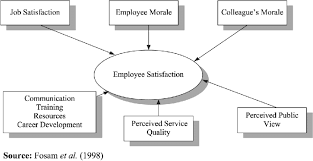 Job Satisfaction
Employee Morale
Colleague's Morale
Employee Satisfaction
Communication
Training
Resources
Career Development
Perceived Service
Quality
Perceived Public
View
Source: Fosam et al. (1998)